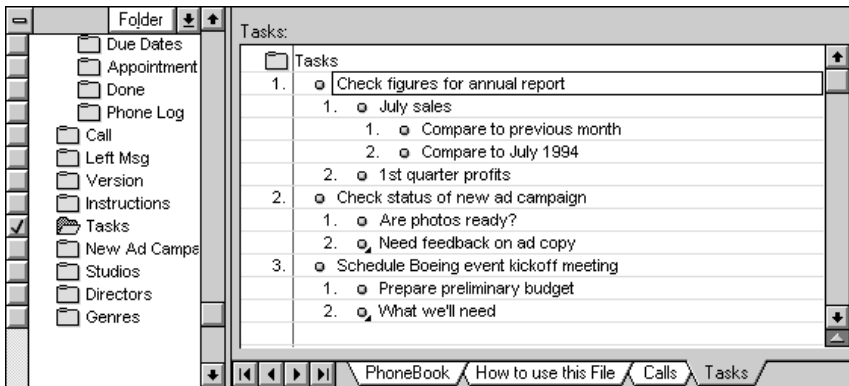 Folder
Due Dates
Appointment
Done
Phone Log
Call
Left Msg
Version
Instructions
Tasks
New Ad Campa
Studios
Directors
Genres
Tasks:
Tasks
1. Check figures for annual report
1. July sales
1. Compare to previous month
2. Compare to July 1994
2. 1st quarter profits
2. Check status of new ad campaign
1. Are photos ready?
2. Need feedback on ad copy
3. Schedule Boeing event kickoff meeting
1. Prepare preliminary budget
2. What we'll need
PhoneBook How to use this File Calls Tasks